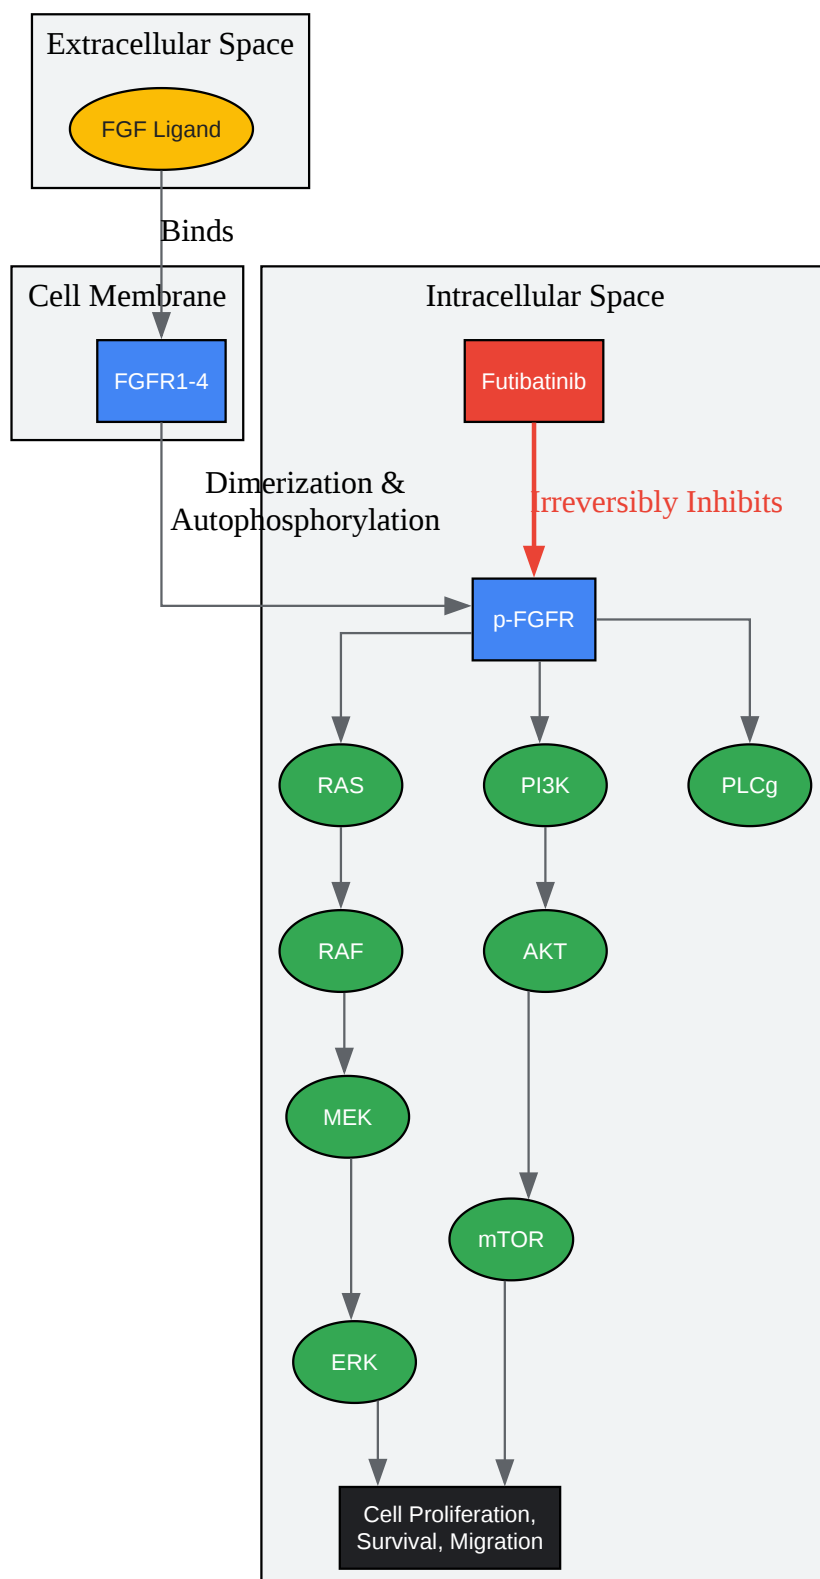 Extracellular Space
FGF Ligand
Binds
Cell Membrane
FGFR1-4
Intracellular Space
Futibatinib
Dimerization &
Autophosphorylation
Irreversibly Inhibits
p-FGFR
RAS
PI3K
PLCg
RAF
AKT
MEK
mTOR
ERK
Cell Proliferation,
Survival, Migration